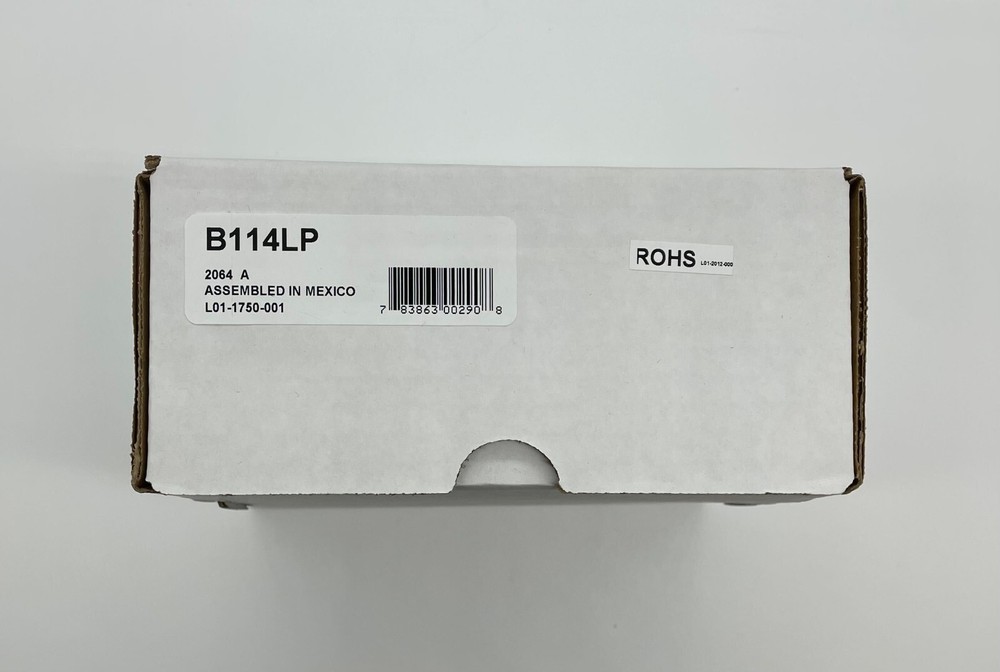 B114LP
2064 A
ASSEMBLED IN MEXICO
L01-1750-001
7 83863 00290 8
ROHS L01-2012-000